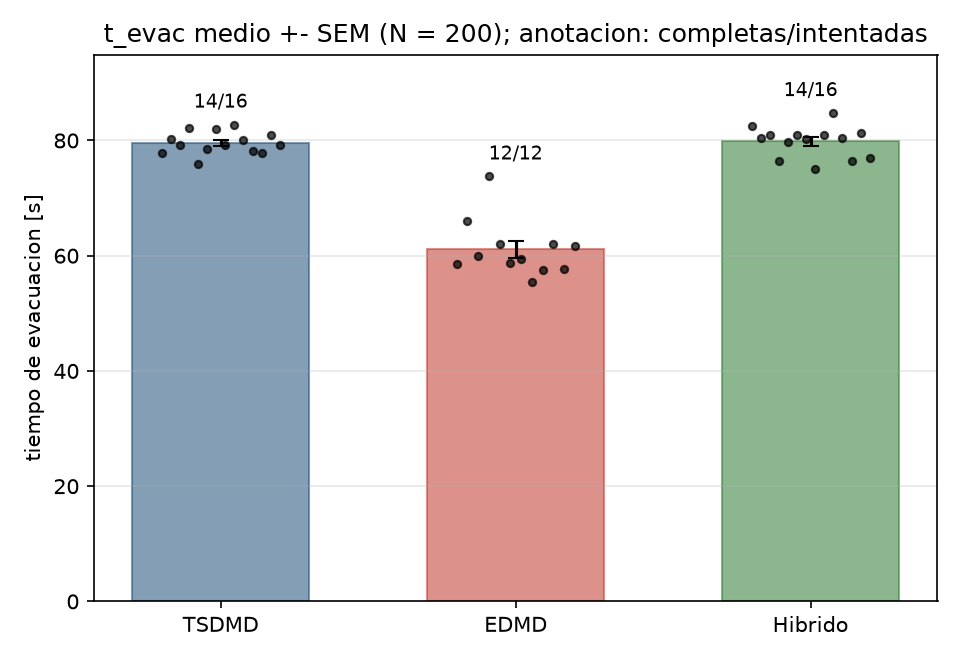 t_evac medio +- SEM (N = 200); anotacion: completas/intentadas
14/16
12/12
14/16
tiempo de evacuacion [s]
80
60
40
20
0
TSDMD
EDMD
Hibrido